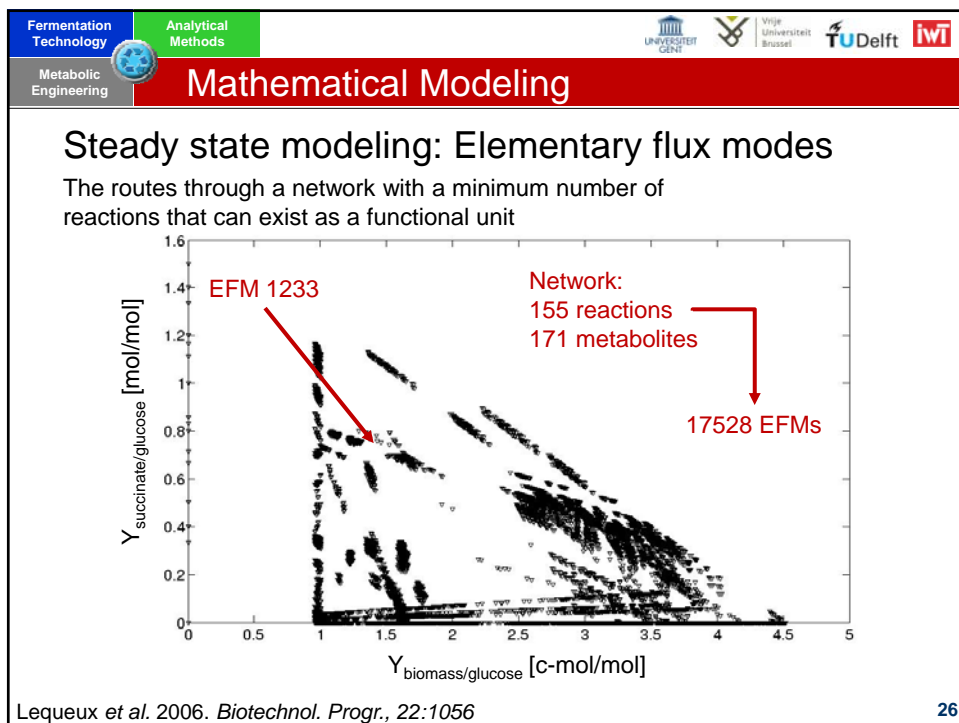 Fermentation
Technology
Analytical
Methods
Metabolic
Engineering
UNIVERSITEIT
GENT
Vrije
Universiteit
Brussel
TUDelft
iwT
Mathematical Modeling
Steady state modeling: Elementary flux modes
The routes through a network with a minimum number of
reactions that can exist as a functional unit
1.6
1.4
1.2
1
0.8
0.6
0.4
0.2
0
Y succinate/glucose [mol/mol]
EFM 1233
Network:
155 reactions
171 metabolites
17528 EFMs
0 0.5 1 1.5 2 2.5 3 3.5 4 4.5 5
Y biomass/glucose [c-mol/mol]
Lequeux et al. 2006. Biotechnol. Progr., 22:1056
26